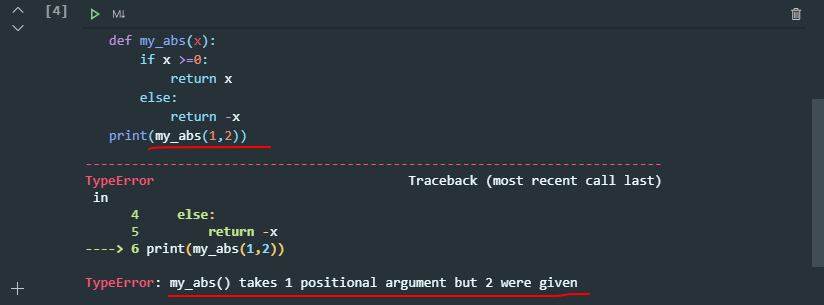 [4] M↓
def my_abs(x):
    if x >=0:
        return x
    else:
        return -x
print(my_abs(1,2))
---------------------------------------------------------------------------
TypeError                                 Traceback (most recent call last)
 in
      4     else:
      5         return -x
----> 6 print(my_abs(1,2))
TypeError: my_abs() takes 1 positional argument but 2 were given